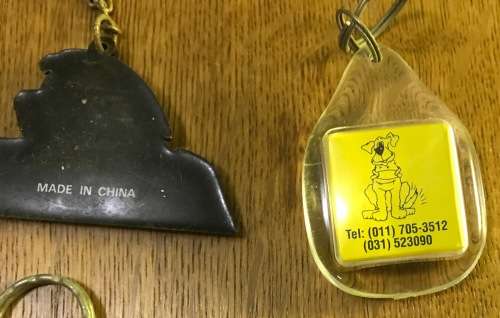 MADE IN CHINA
Tel: (011) 705-3512
(031) 523090